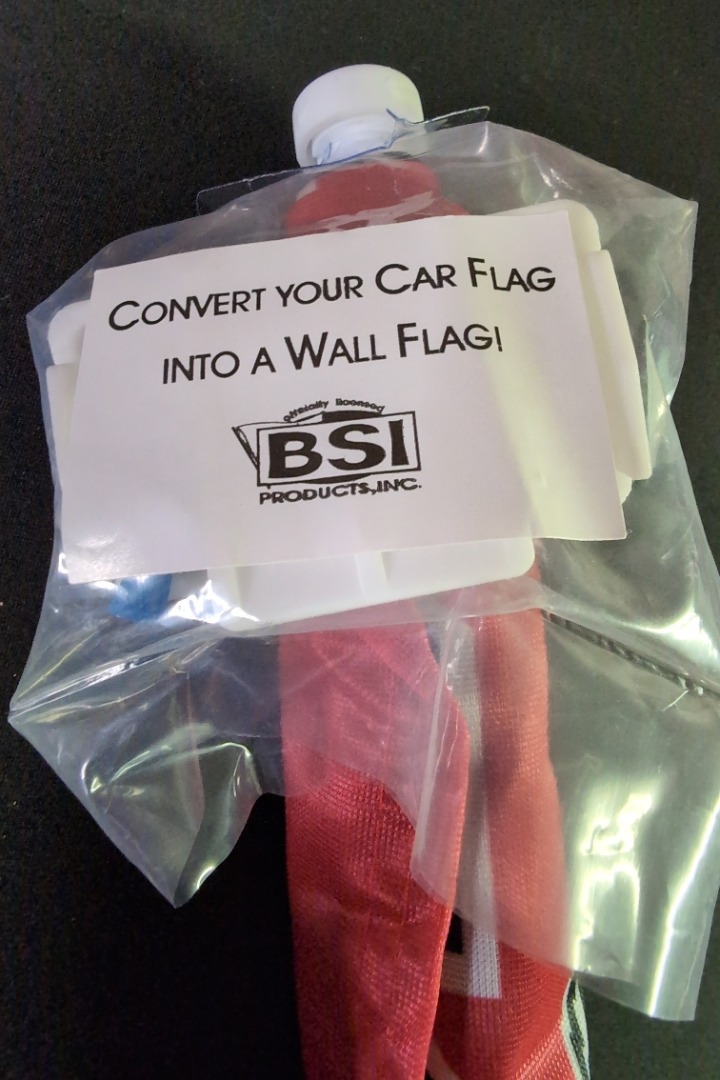 CONVERT YOUR CAR FLAG
INTO A WALL FLAG!
officially licensed
BSI
PRODUCTS, INC.